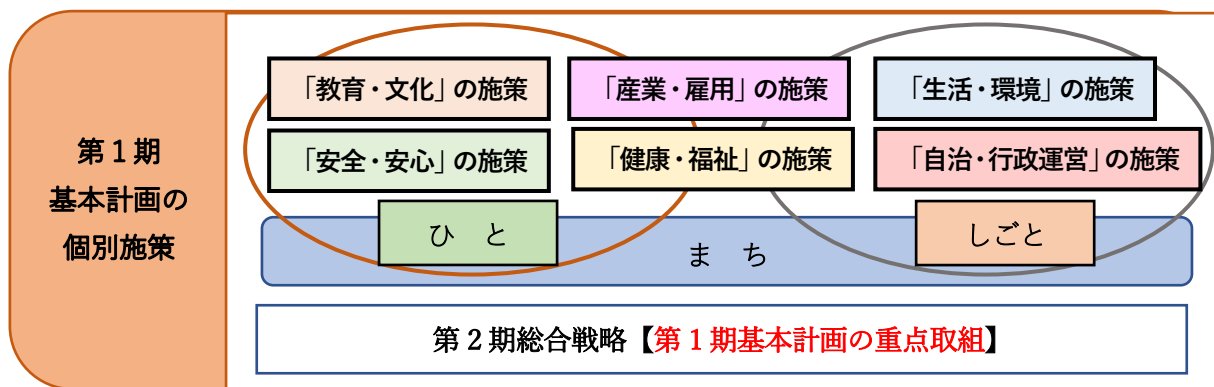 第1期
基本計画の
個別施策
「教育・文化」の施策
「産業・雇用」の施策
「生活・環境」の施策
「安全・安心」の施策
「健康・福祉」の施策
「自治・行政運営」の施策
ひ　と
ま　ち
しごと
第2期総合戦略【第1期基本計画の重点取組】